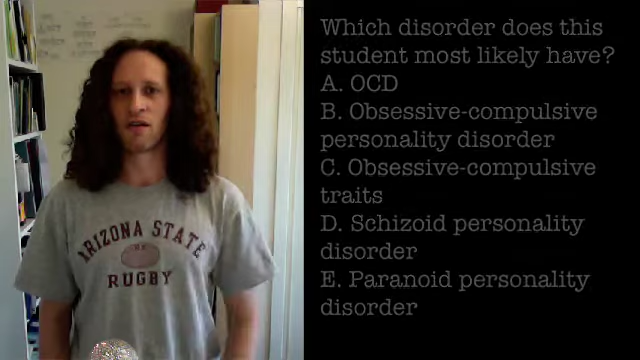 ARIZONA STATE
RUGBY
Which disorder does this
student most likely have?
A. OCD
B. Obsessive-compulsive
personality disorder
C. Obsessive-compulsive
traits
D. Schizoid personality
disorder
E. Paranoid personality
disorder